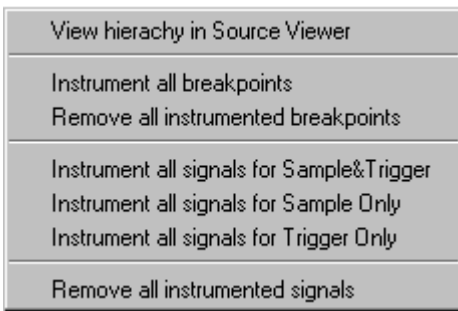 View hierachy in Source Viewer
Instrument all breakpoints
Remove all instrumented breakpoints
Instrument all signals for Sample&Trigger
Instrument all signals for Sample Only
Instrument all signals for Trigger Only
Remove all instrumented signals